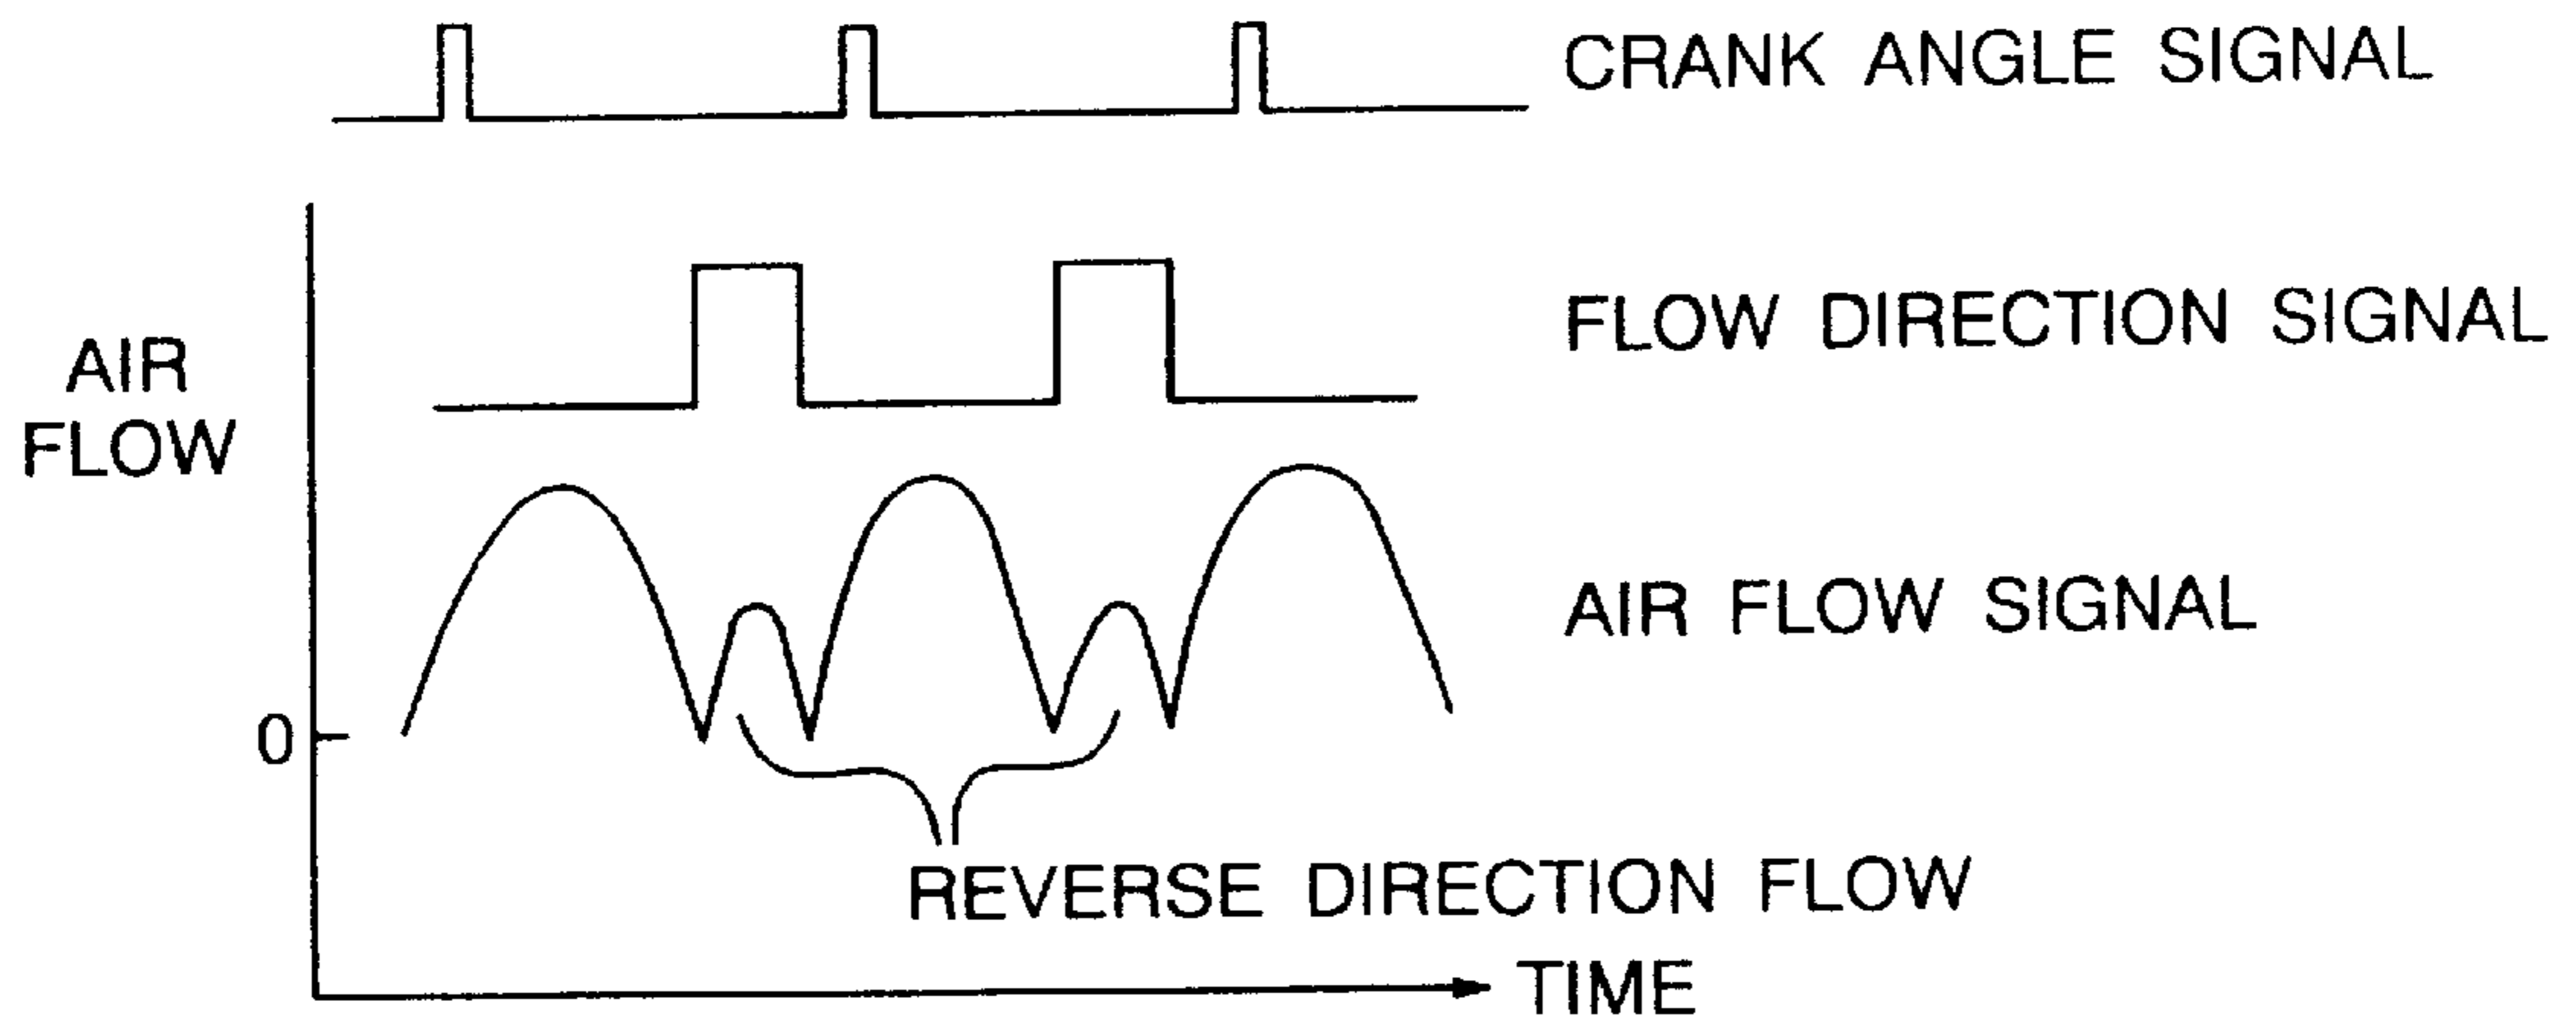 CRANK ANGLE SIGNAL
FLOW DIRECTION SIGNAL
AIR
FLOW
AIR FLOW SIGNAL
0
REVERSE DIRECTION FLOW
TIME